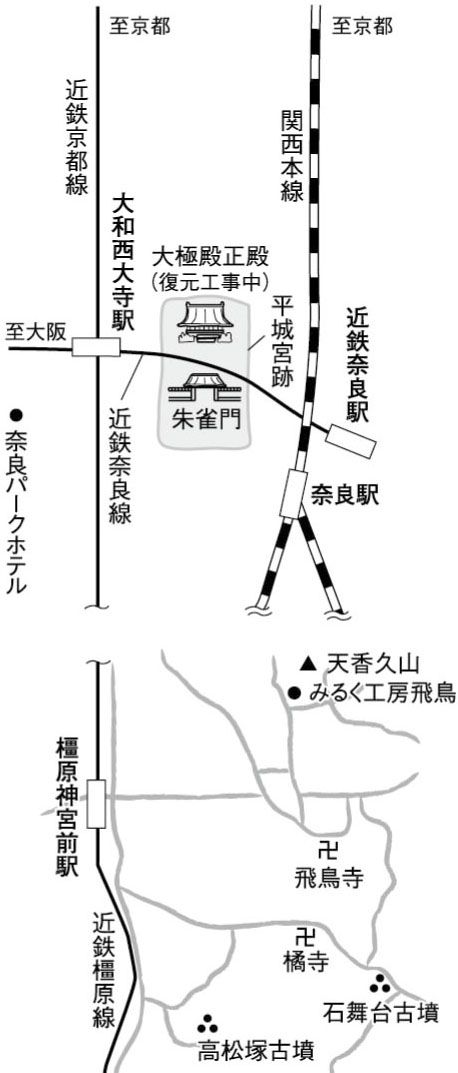 至京都
至京都
近鉄京都線
関西本線
大和西大寺駅
大極殿正殿
(復元工事中)
平城宮跡
近鉄奈良駅
至大阪
朱雀門
近鉄奈良線
奈良パークホテル
奈良駅
天香久山
みるく工房飛鳥
橿原神宮前駅
飛鳥寺
近鉄橿原線
橘寺
石舞台古墳
高松塚古墳